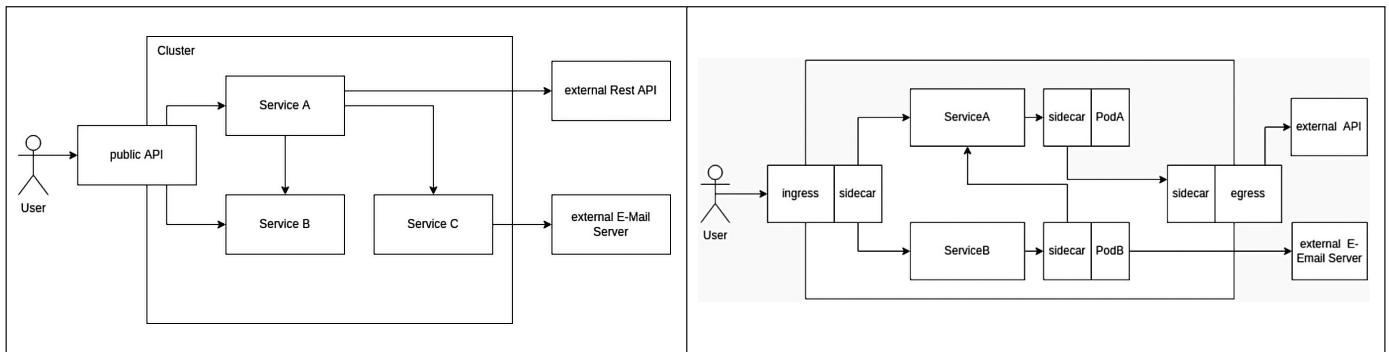 Cluster
Service A
external Rest API
public API
User
Service B
Service C
external E-Mail
Server
ServiceA
sidecar
PodA
external API
ingress
sidecar
sidecar
egress
User
ServiceB
sidecar
PodB
external E-
Email Server